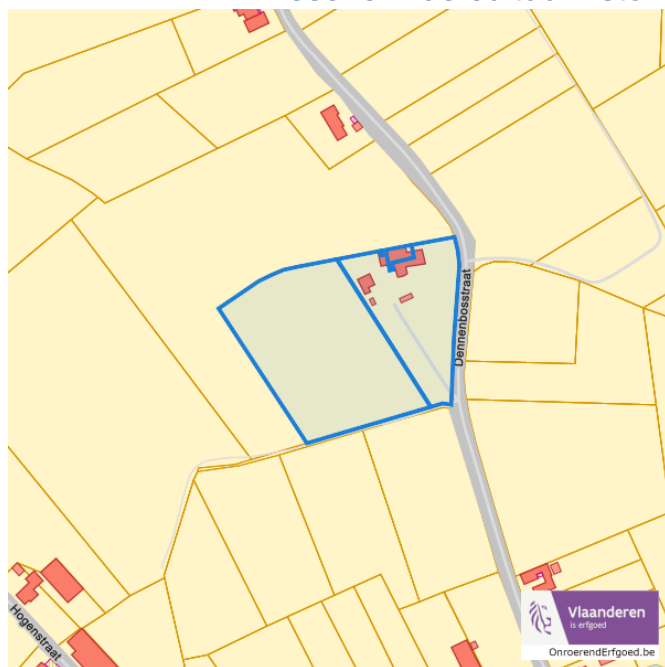 Dennenbosstraat
Hogenstraat
Vlaanderen
is erfgoed
OnroerendErfgoed.be